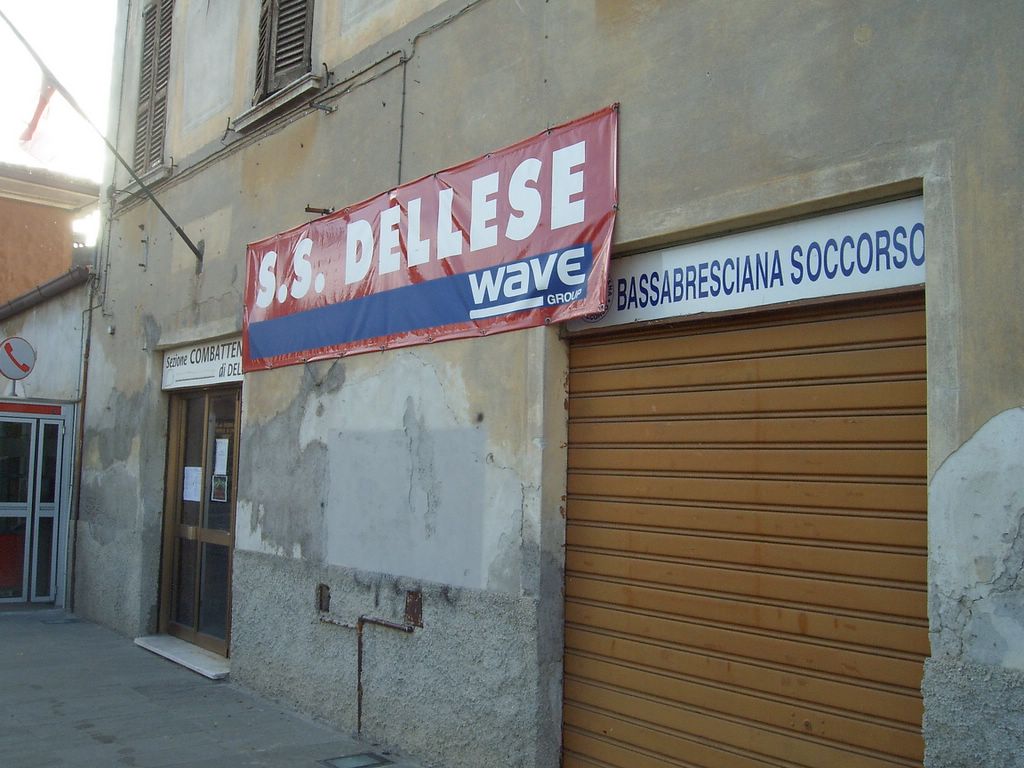 S.S. DELLESE
wave
GROUP
BASSABRESCIANA SOCCORSO
Sezione COMBATTEN
di DEL